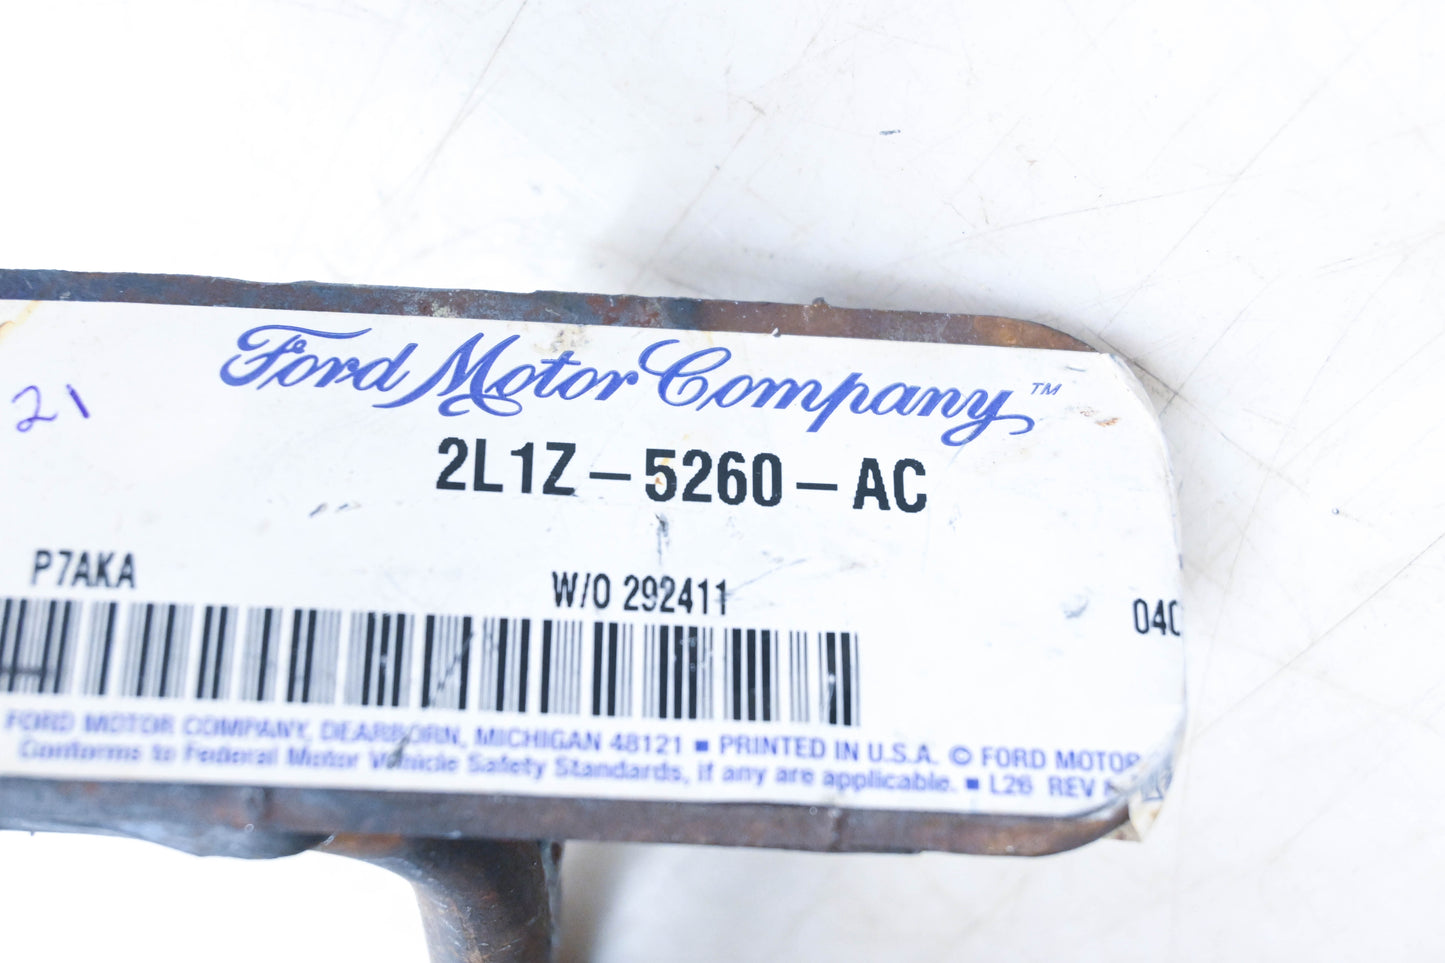 Ford Motor Company™
21
2L1Z-5260-AC
P7AKA
W/O 292411
FORD MOTOR COMPANY, DEARBORN, MICHIGAN 48121 ■ PRINTED IN U.S.A. © FORD MOTOR
Conforms to Federal Motor Vehicle Safety Standards, if any are applicable. ■ L26 REV